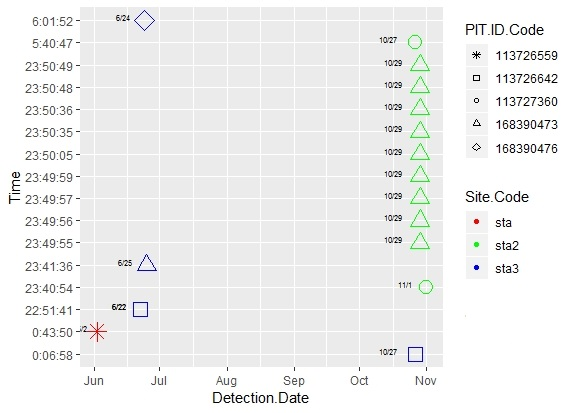 6:01:52 6/24
5:40:47 10/27
23:50:49 10/29
23:50:48 10/29
23:50:36 10/29
23:50:35 10/29
23:50:05 10/29
23:49:59 10/29
23:49:57 10/29
23:49:56 10/29
23:49:55 10/29
23:41:36 6/25
23:40:54 11/1
22:51:41 6/22
0:43:50 /2
0:06:58 10/27
Time
Jun Jul Aug Sep Oct Nov
Detection.Date
PIT.ID.Code
113726559
113726642
113727360
168390473
168390476
Site.Code
sta
sta2
sta3